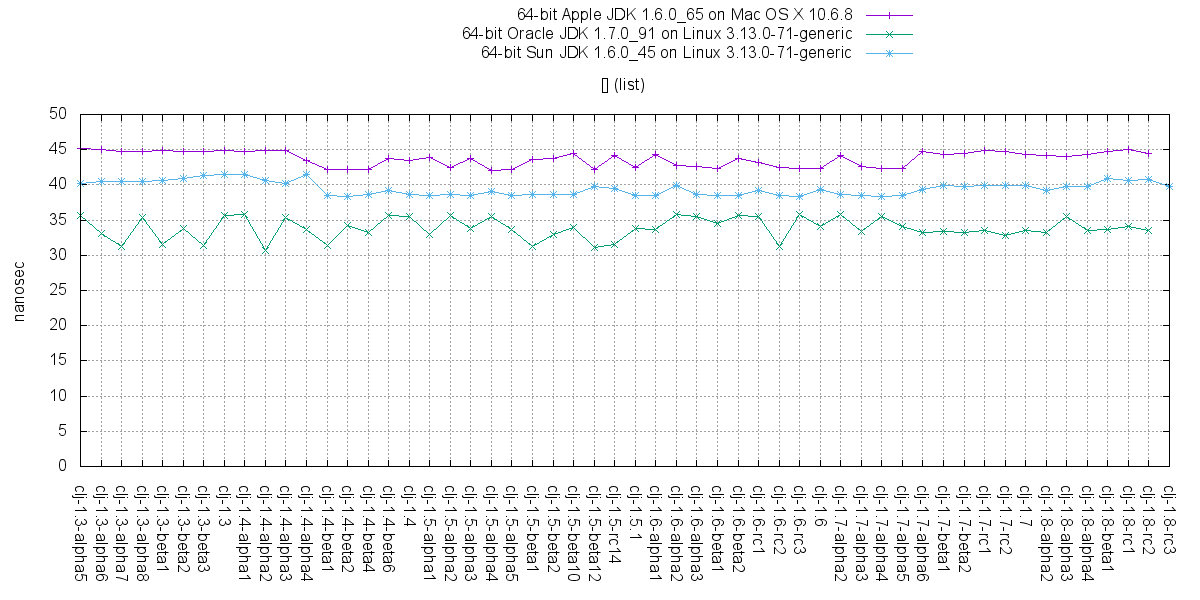 64-bit Apple JDK 1.6.0_65 on Mac OS X 10.6.8
64-bit Oracle JDK 1.7.0_91 on Linux 3.13.0-71-generic
64-bit Sun JDK 1.6.0_45 on Linux 3.13.0-71-generic
[] (list)
50
45
40
35
30
25
20
15
10
5
0
nanosec
clj-1.3-alpha5
clj-1.3-alpha6
clj-1.3-alpha7
clj-1.3-alpha8
clj-1.3-beta1
clj-1.3-beta2
clj-1.3-beta3
clj-1.3
clj-1.4-alpha1
clj-1.4-alpha2
clj-1.4-alpha3
clj-1.4-alpha4
clj-1.4-beta1
clj-1.4-beta2
clj-1.4-beta4
clj-1.4-beta6
clj-1.4
clj-1.5-alpha1
clj-1.5-alpha2
clj-1.5-alpha3
clj-1.5-alpha4
clj-1.5-alpha5
clj-1.5-beta1
clj-1.5-beta2
clj-1.5-beta10
clj-1.5-beta12
clj-1.5-rc14
clj-1.5.1
clj-1.6-alpha1
clj-1.6-alpha2
clj-1.6-alpha3
clj-1.6-beta1
clj-1.6-beta2
clj-1.6-rc1
clj-1.6-rc2
clj-1.6-rc3
clj-1.6
clj-1.7-alpha2
clj-1.7-alpha3
clj-1.7-alpha4
clj-1.7-alpha5
clj-1.7-alpha6
clj-1.7-beta1
clj-1.7-beta2
clj-1.7-rc1
clj-1.7-rc2
clj-1.7
clj-1.8-alpha2
clj-1.8-alpha3
clj-1.8-alpha4
clj-1.8-beta1
clj-1.8-rc1
clj-1.8-rc2
clj-1.8-rc3